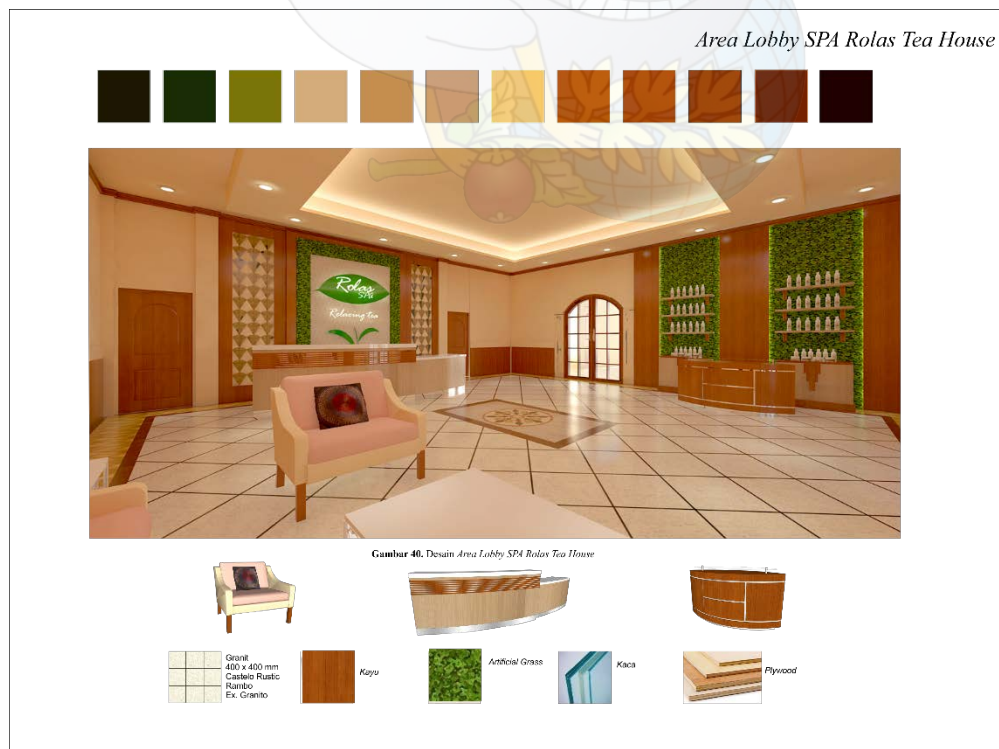 Area Lobby SPA Rolas Tea House
Rolas
SPa
Relaxing tea
Gambar 40. Desain Area Lobby SPA Rolas Tea House
Granit
400 x 400 mm
Castelo Rustic
Rambo
Ex. Granito
Kayu
Artificial Grass
Kaca
Plywood